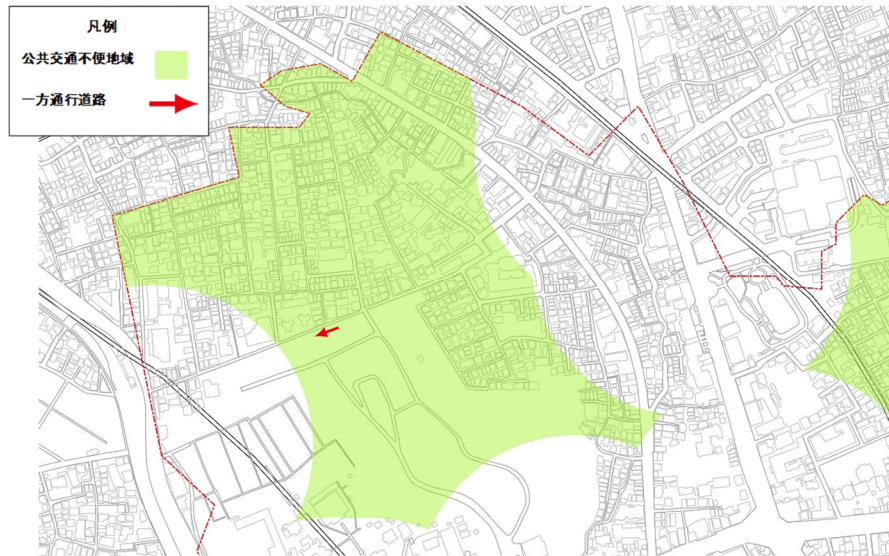 凡例
公共交通不便地域
一方通行道路